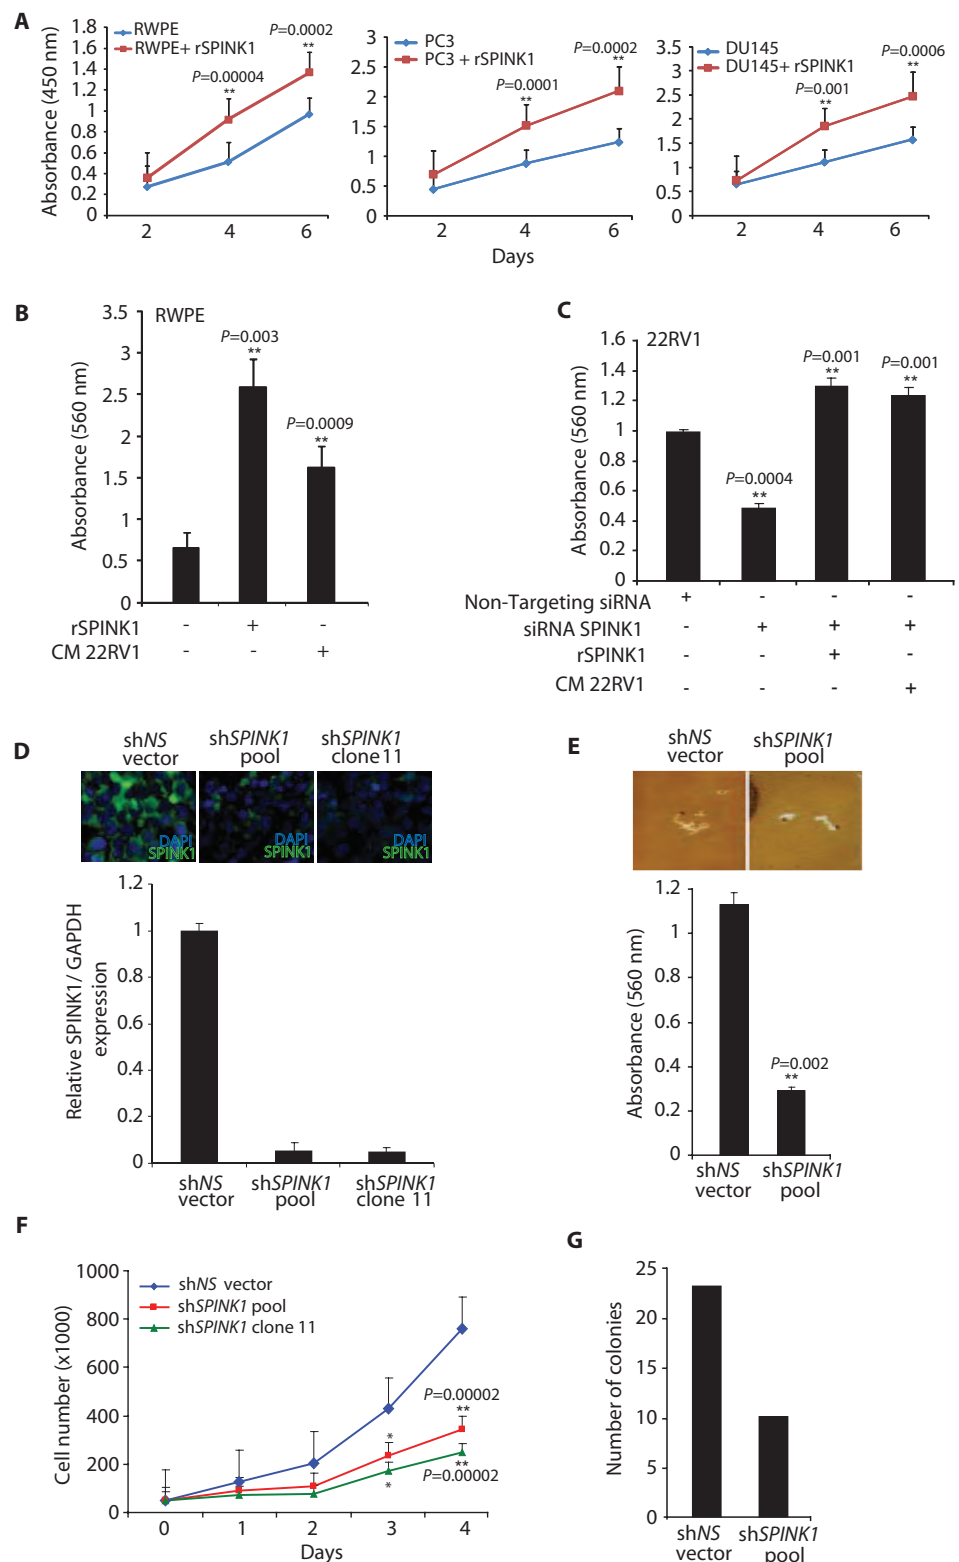 A
Absorbance (450 nm)
1.8
1.6
1.4
1.2
1
0.8
0.6
0.4
0.2
0
RWPE
RWPE+ rSPINK1
P=0.0002
**
P=0.00004
**
2 4 6
3
2.5
2
1.5
1
0.5
0
PC3
PC3 + rSPINK1
P=0.0002
**
P=0.0001
**
2 4 6
Days
3.5
3
2.5
2
1.5
1
0.5
0
DU145
DU145+ rSPINK1
P=0.0006
**
P=0.001
**
2 4 6
B
RWPE
Absorbance (560 nm)
3.5
3
2.5
2
1.5
1
0.5
0
P=0.003
**
P=0.0009
**
rSPINK1 - + -
CM 22RV1 - - +
C
22RV1
Absorbance (560 nm)
1.6
1.4
1.2
1
0.8
0.6
0.4
0.2
0
P=0.0004
**
P=0.001
**
P=0.001
**
Non-Targeting siRNA + - - -
siRNA SPINK1 - + + +
rSPINK1 - - + -
CM 22RV1 - - - +
D
shNS vector
shSPINK1 pool
shSPINK1 clone 11
DAPI
SPINK1
DAPI
SPINK1
DAPI
SPINK1
Relative SPINK1/ GAPDH
expression
1.2
1
0.8
0.6
0.4
0.2
0
shNS vector
shSPINK1 pool
shSPINK1 clone 11
E
shNS vector
shSPINK1 pool
Absorbance (560 nm)
1.2
1
0.8
0.6
0.4
0.2
0
P=0.002
**
shNS vector
shSPINK1 pool
F
Cell number (x1000)
1000
800
600
400
200
0
shNS vector
shSPINK1 pool
shSPINK1 clone 11
P=0.00002
**
*
**
P=0.00002
*
0 1 2 3 4
Days
G
Number of colonies
25
20
15
10
5
0
shNS vector
shSPINK1 pool